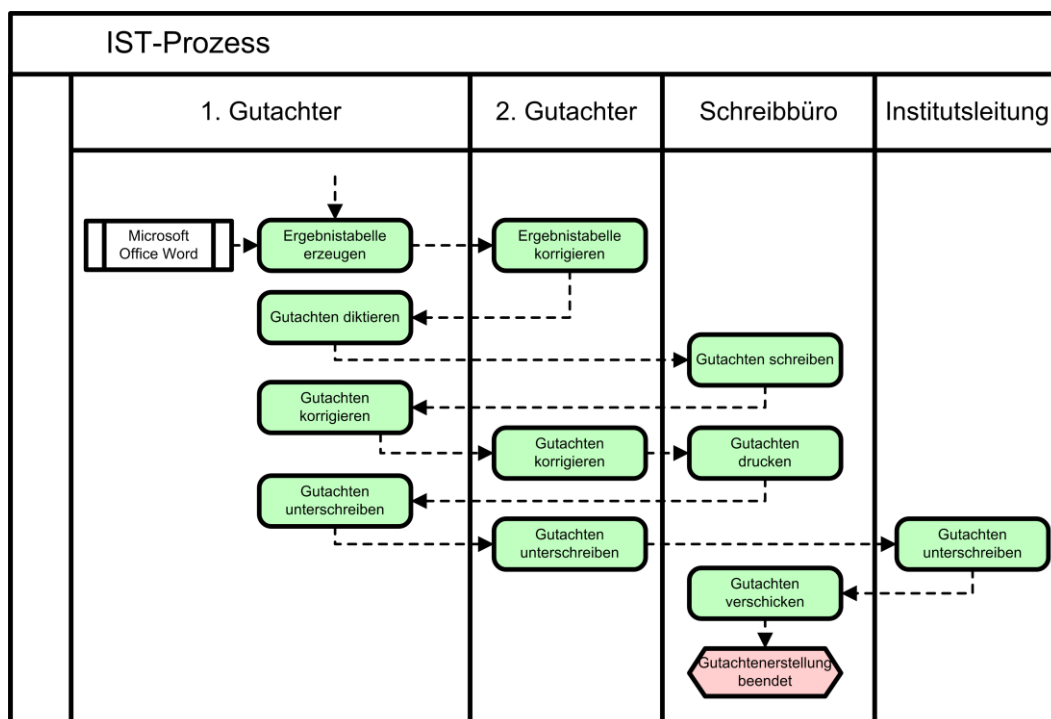 IST-Prozess
1. Gutachter
2. Gutachter
Schreibbüro
Institutsleitung
Microsoft
Office Word
Ergebnistabelle
erzeugen
Ergebnistabelle
korrigieren
Gutachten diktieren
Gutachten schreiben
Gutachten
korrigieren
Gutachten
korrigieren
Gutachten
drucken
Gutachten
unterschreiben
Gutachten
unterschreiben
Gutachten
unterschreiben
Gutachten
verschicken
Gutachtenerstellung
beendet